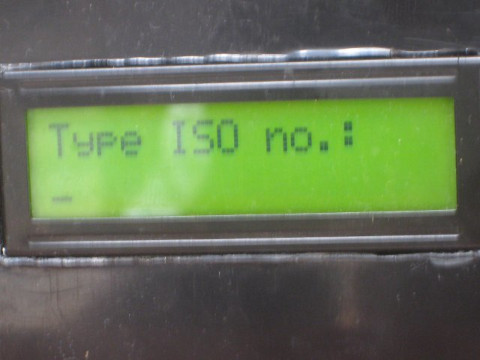 Type ISO no.:
_